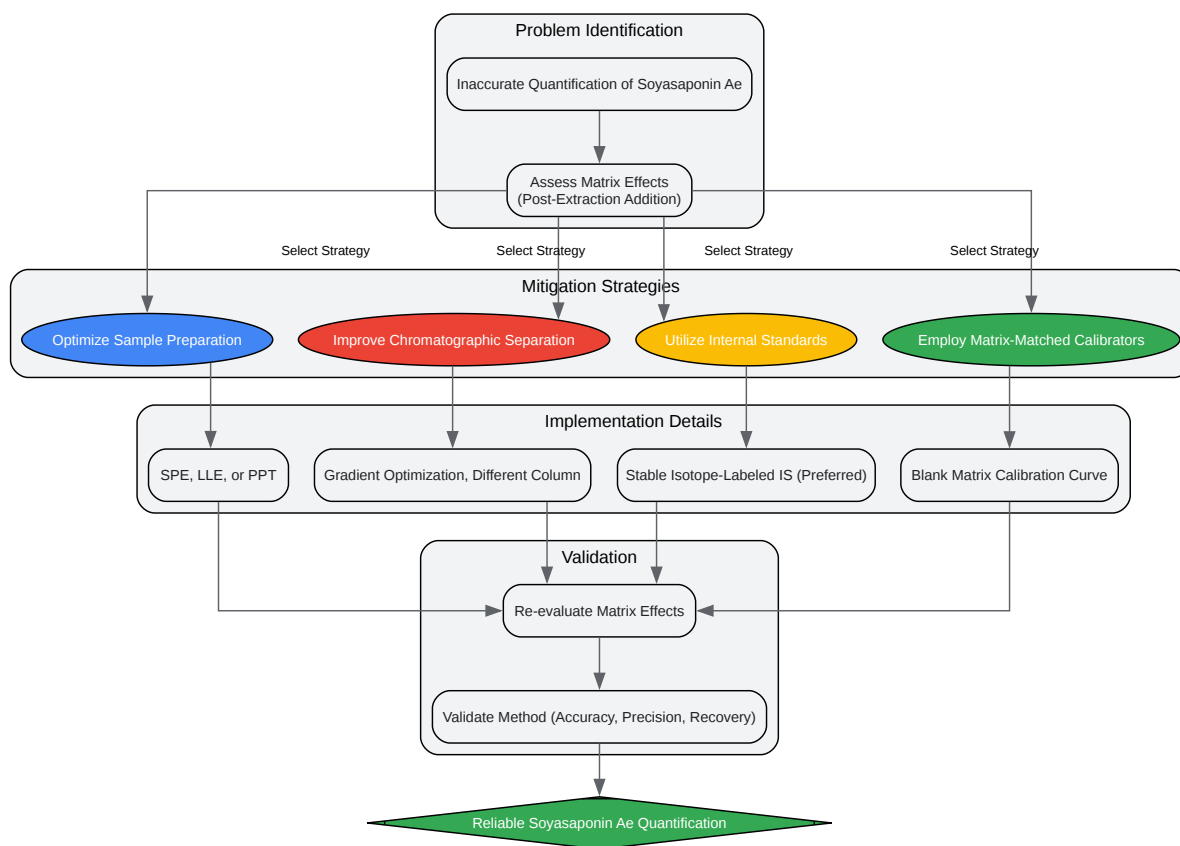 Problem Identification
Inaccurate Quantification of Soyasaponin Ae
Assess Matrix Effects
(Post-Extraction Addition)
Select Strategy
Select Strategy
Select Strategy
Select Strategy
Mitigation Strategies
Optimize Sample Preparation
Improve Chromatographic Separation
Utilize Internal Standards
Employ Matrix-Matched Calibrators
Implementation Details
SPE, LLE, or PPT
Gradient Optimization, Different Column
Stable Isotope-Labeled IS (Preferred)
Blank Matrix Calibration Curve
Validation
Re-evaluate Matrix Effects
Validate Method (Accuracy, Precision, Recovery)
Reliable Soyasaponin Ae Quantification